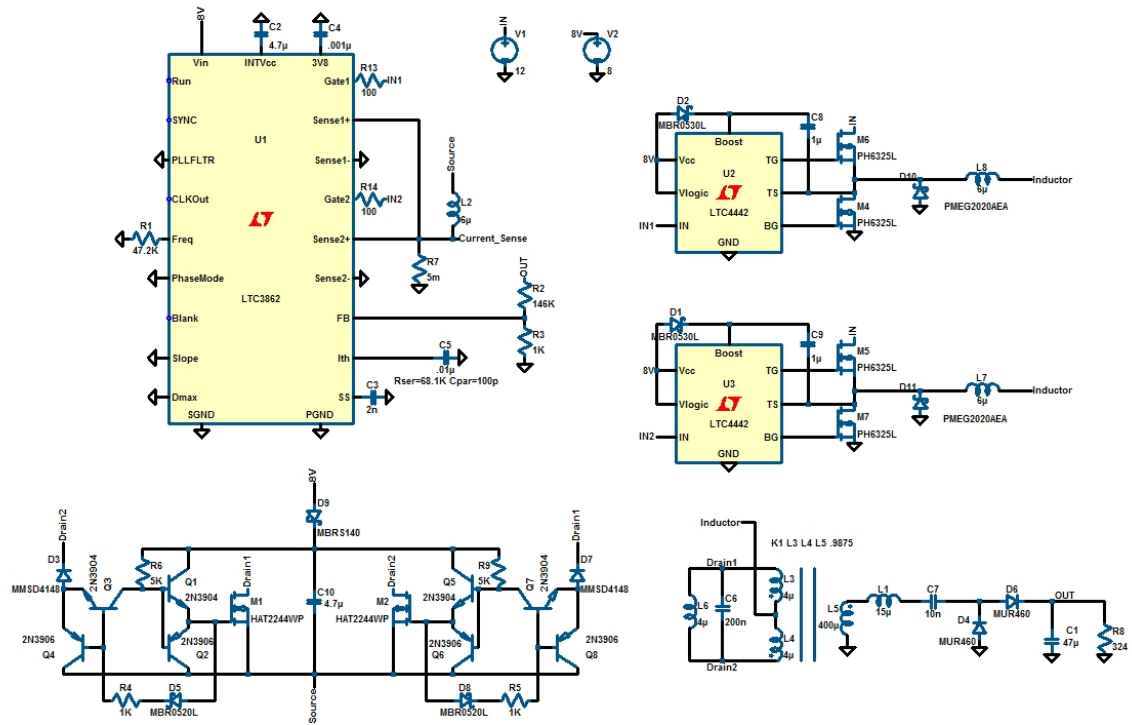 8V
C2
4.7µ
C4
.001µ
IN
V1
12
8V
V2
8
Vin
INTVcc
3V8
Run
Gate1
R13
100
IN1
SYNC
Sense1+
U1
PLLFLTR
Sense1-
Source
CLKOut
Gate2
R14
100
IN2
L2
6µ
R1
47.2K
Freq
Sense2+
Current_Sense
PhaseMode
Sense2-
R7
5m
LTC3862
OUT
R2
146K
Blank
FB
R3
1K
Slope
Ith
C5
.01µ
Rser=68.1K Cpar=100p
Dmax
SS
C3
2n
SGND
PGND
D2
MBR0530L
Boost
C8
1µ
IN
M6
PH6325L
8V
Vcc
TG
U2
Vlogic
TS
LTC4442
D10
L8
6µ
Inductor
PMEG2020AEA
M4
PH6325L
IN1
IN
BG
GND
D1
MBR0530L
Boost
C9
1µ
IN
M5
PH6325L
8V
Vcc
TG
U3
Vlogic
TS
LTC4442
D11
L7
6µ
Inductor
PMEG2020AEA
M7
PH6325L
IN2
IN
BG
GND
8V
D9
MBRS140
Drain2
D3
MMSD4148
2N3904
Q3
R6
5K
Q1
2N3904
Drain1
M1
HAT2244WP
C10
4.7µ
Drain2
M2
HAT2244WP
Q5
2N3904
R9
5K
Q7
2N3904
Drain1
D7
MMSD4148
2N3906
Q4
2N3906
Q2
2N3906
Q6
2N3906
Q8
R4
1K
D5
MBR0520L
Source
D8
MBR0520L
R5
1K
Inductor
K1 L3 L4 L5 .9875
Drain1
L6
4µ
C6
200n
L3
4µ
L4
4µ
Drain2
L5
400µ
L1
15µ
C7
10n
D6
MUR460
D4
MUR460
OUT
C1
47µ
R8
324